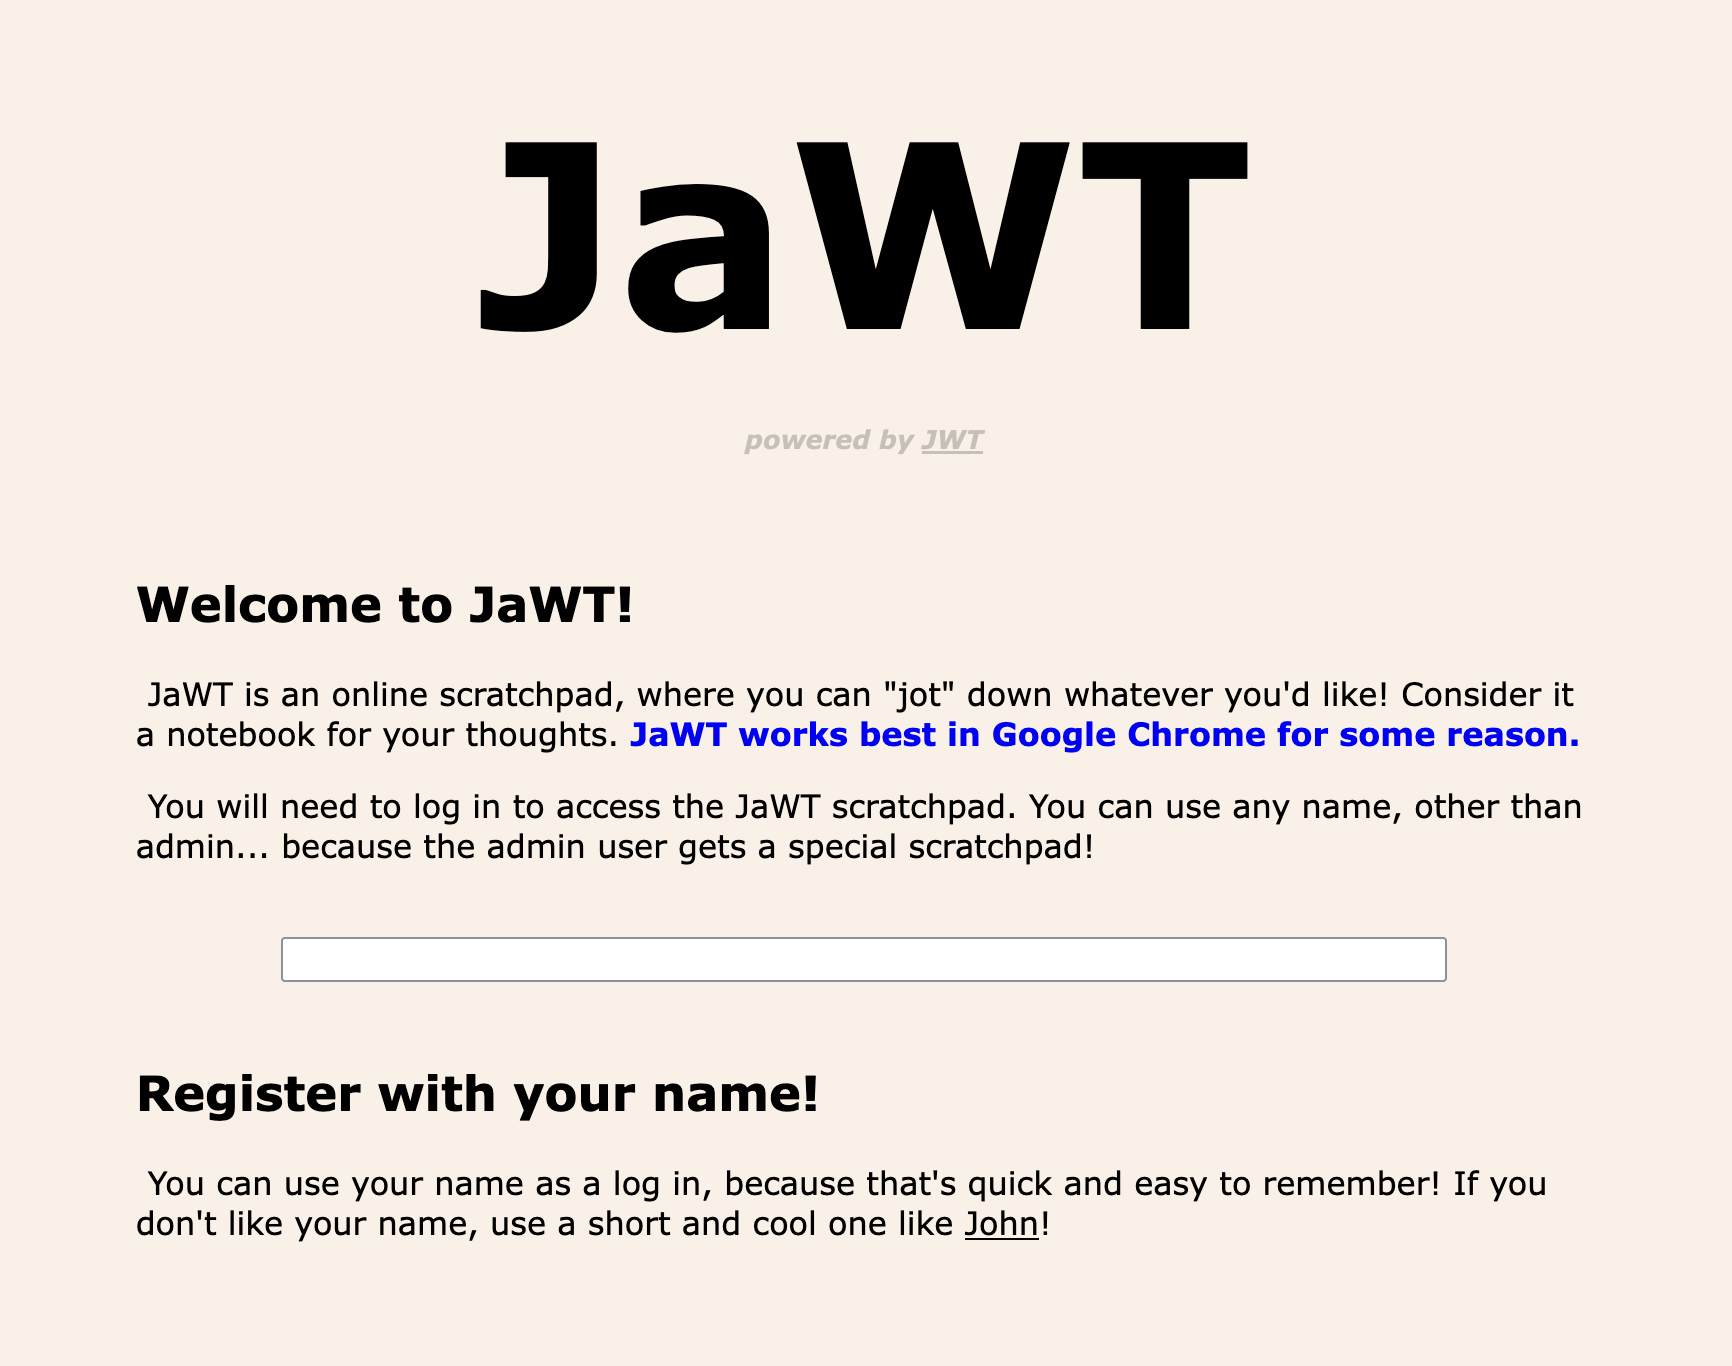 JaWT
powered by JWT
Welcome to JaWT!
JaWT is an online scratchpad, where you can "jot" down whatever you'd like! Consider it
a notebook for your thoughts. JaWT works best in Google Chrome for some reason.
You will need to log in to access the JaWT scratchpad. You can use any name, other than
admin... because the admin user gets a special scratchpad!
Register with your name!
You can use your name as a log in, because that's quick and easy to remember! If you
don't like your name, use a short and cool one like John!